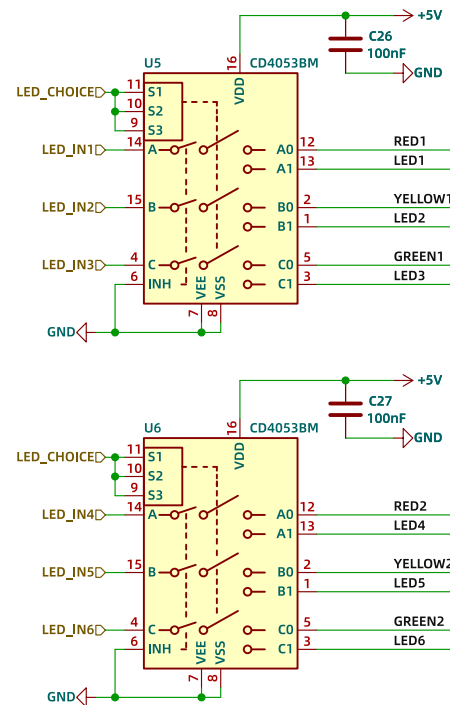 +5V
C26
100nF
GND
U5
CD4053BM
16
VDD
LED_CHOICE
11
S1
10
S2
9
S3
LED_IN1
14
A
A0
12
RED1
A1
13
LED1
LED_IN2
15
B
B0
2
YELLOW1
B1
1
LED2
LED_IN3
4
C
C0
5
GREEN1
6
INH
C1
3
LED3
VEE
VSS
7
8
GND
+5V
C27
100nF
GND
U6
CD4053BM
16
VDD
LED_CHOICE
11
S1
10
S2
9
S3
LED_IN4
14
A
A0
12
RED2
A1
13
LED4
LED_IN5
15
B
B0
2
YELLOW2
B1
1
LED5
LED_IN6
4
C
C0
5
GREEN2
6
INH
C1
3
LED6
VEE
VSS
7
8
GND